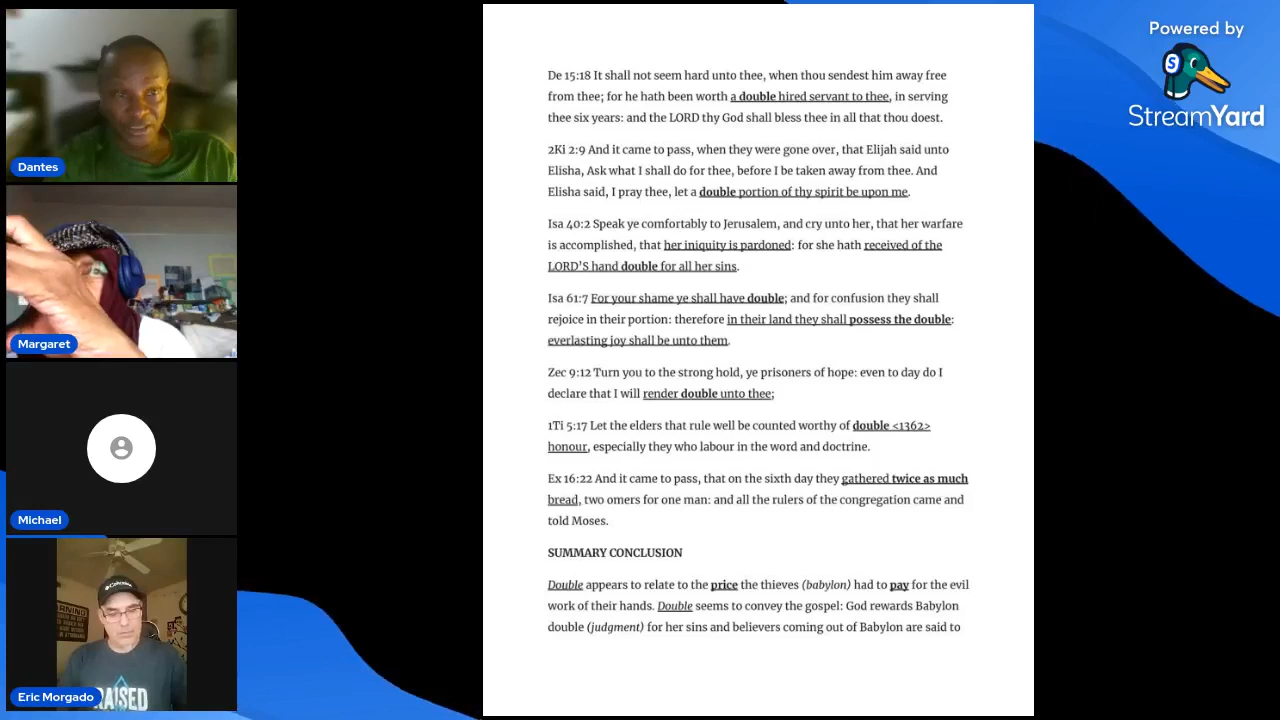 Dantes
Margaret
Michael
Eric Morgado
WARNING
RAISED
De 15:18 It shall not seem hard unto thee, when thou sendest him away free
from thee; for he hath been worth a double hired servant to thee, in serving
thee six years: and the LORD thy God shall bless thee in all that thou doest.
2Ki 2:9 And it came to pass, when they were gone over, that Elijah said unto
Elisha, Ask what I shall do for thee, before I be taken away from thee. And
Elisha said, I pray thee, let a double portion of thy spirit be upon me.
Isa 40:2 Speak ye comfortably to Jerusalem, and cry unto her, that her warfare
is accomplished, that her iniquity is pardoned: for she hath received of the
LORD'S hand double for all her sins.
Isa 61:7 For your shame ye shall have double; and for confusion they shall
rejoice in their portion: therefore in their land they shall possess the double:
everlasting joy shall be unto them.
Zec 9:12 Turn you to the strong hold, ye prisoners of hope: even to day do I
declare that I will render double unto thee;
1Ti 5:17 Let the elders that rule well be counted worthy of double <1362>
honour, especially they who labour in the word and doctrine.
Ex 16:22 And it came to pass, that on the sixth day they gathered twice as much
bread, two omers for one man: and all the rulers of the congregation came and
told Moses.
SUMMARY CONCLUSION
Double appears to relate to the price the thieves (babylon) had to pay for the evil
work of their hands. Double seems to convey the gospel: God rewards Babylon
double (judgment) for her sins and believers coming out of Babylon are said to
Powered by
StreamYard